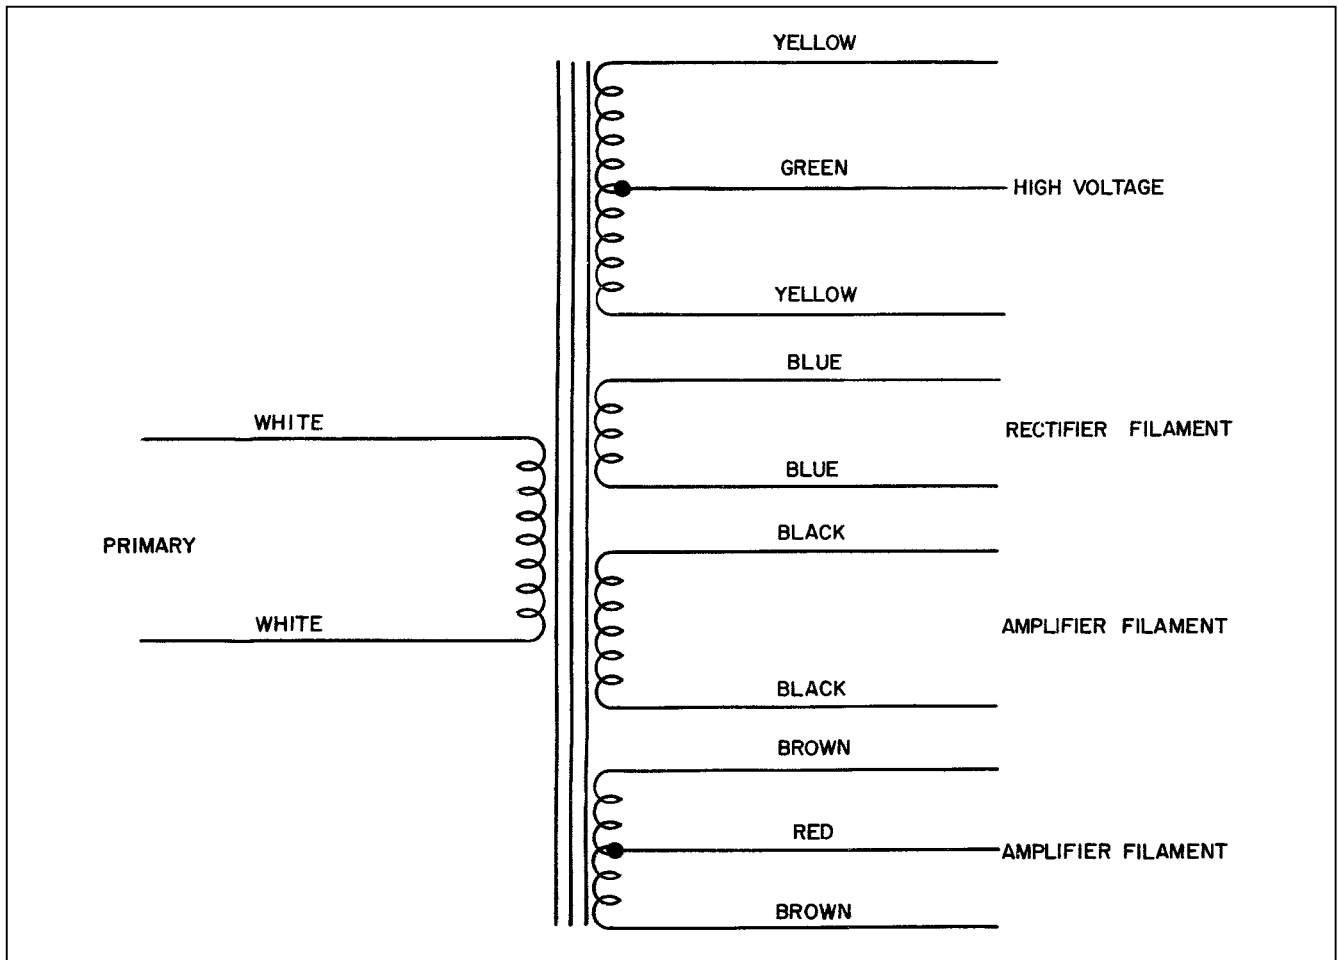 YELLOW
GREEN
HIGH VOLTAGE
YELLOW
BLUE
WHITE
RECTIFIER FILAMENT
BLUE
BLACK
PRIMARY
WHITE
AMPLIFIER FILAMENT
BLACK
BROWN
RED
AMPLIFIER FILAMENT
BROWN